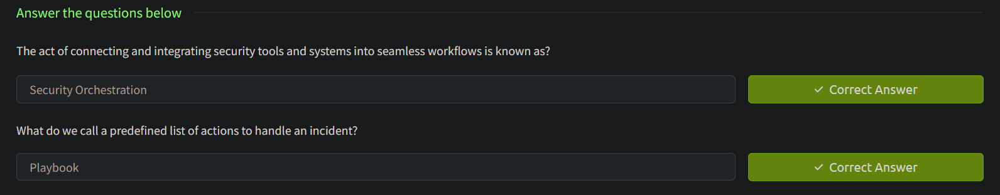 Answer the questions below
The act of connecting and integrating security tools and systems into seamless workflows is known as?
Security Orchestration
✓ Correct Answer
What do we call a predefined list of actions to handle an incident?
Playbook
✓ Correct Answer